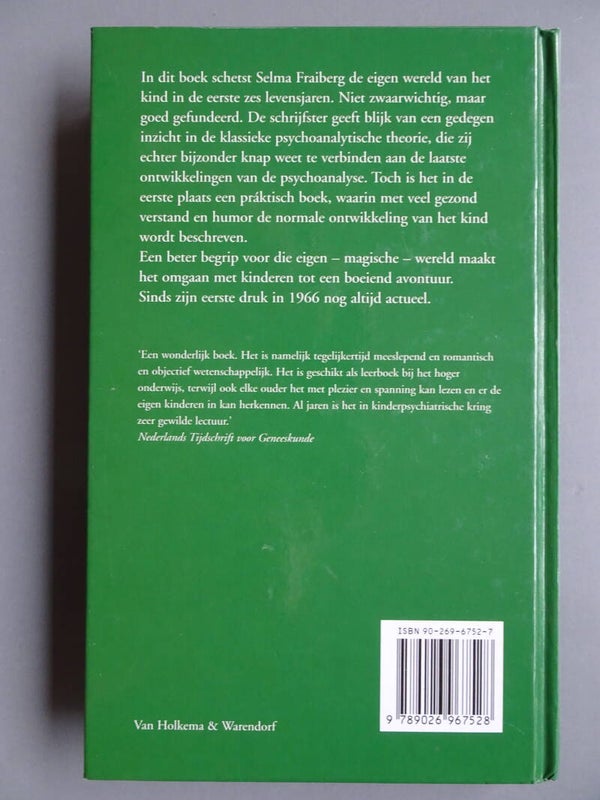 In dit boek schetst Selma Fraiberg de eigen wereld van het
kind in de eerste zes levensjaren. Niet zwaarwichtig, maar
goed gefundeerd. De schrijfster geeft blijk van een gedegen
inzicht in de klassieke psychoanalytische theorie, die zij
echter bijzonder knap weet te verbinden aan de laatste
ontwikkelingen van de psychoanalyse. Toch is het in de
eerste plaats een práktisch boek, waarin met veel gezond
verstand en humor de normale ontwikkeling van het kind
wordt beschreven.
Een beter begrip voor die eigen – magische – wereld maakt
het omgaan met kinderen tot een boeiend avontuur.
Sinds zijn eerste druk in 1966 nog altijd actueel.
'Een wonderlijk boek. Het is namelijk tegelijkertijd meeslepend en romantisch
en objectief wetenschappelijk. Het is geschikt als leerboek bij het hoger
onderwijs, terwijl ook elke ouder het met plezier en spanning kan lezen en er de
eigen kinderen in kan herkennen. Al jaren is het in kinderpsychiatrische kring
zeer gewilde lectuur.'
Nederlands Tijdschrift voor Geneeskunde
ISBN 90-269-6752-7
9 789026 967528
Van Holkema & Warendorf